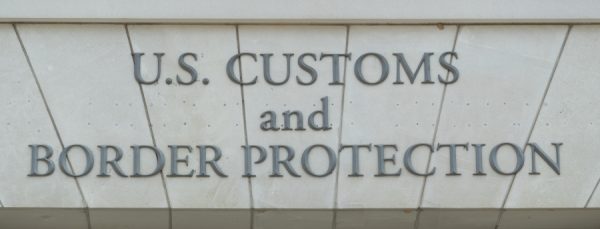 U.S. CUSTOMS
and
BORDER PROTECTION